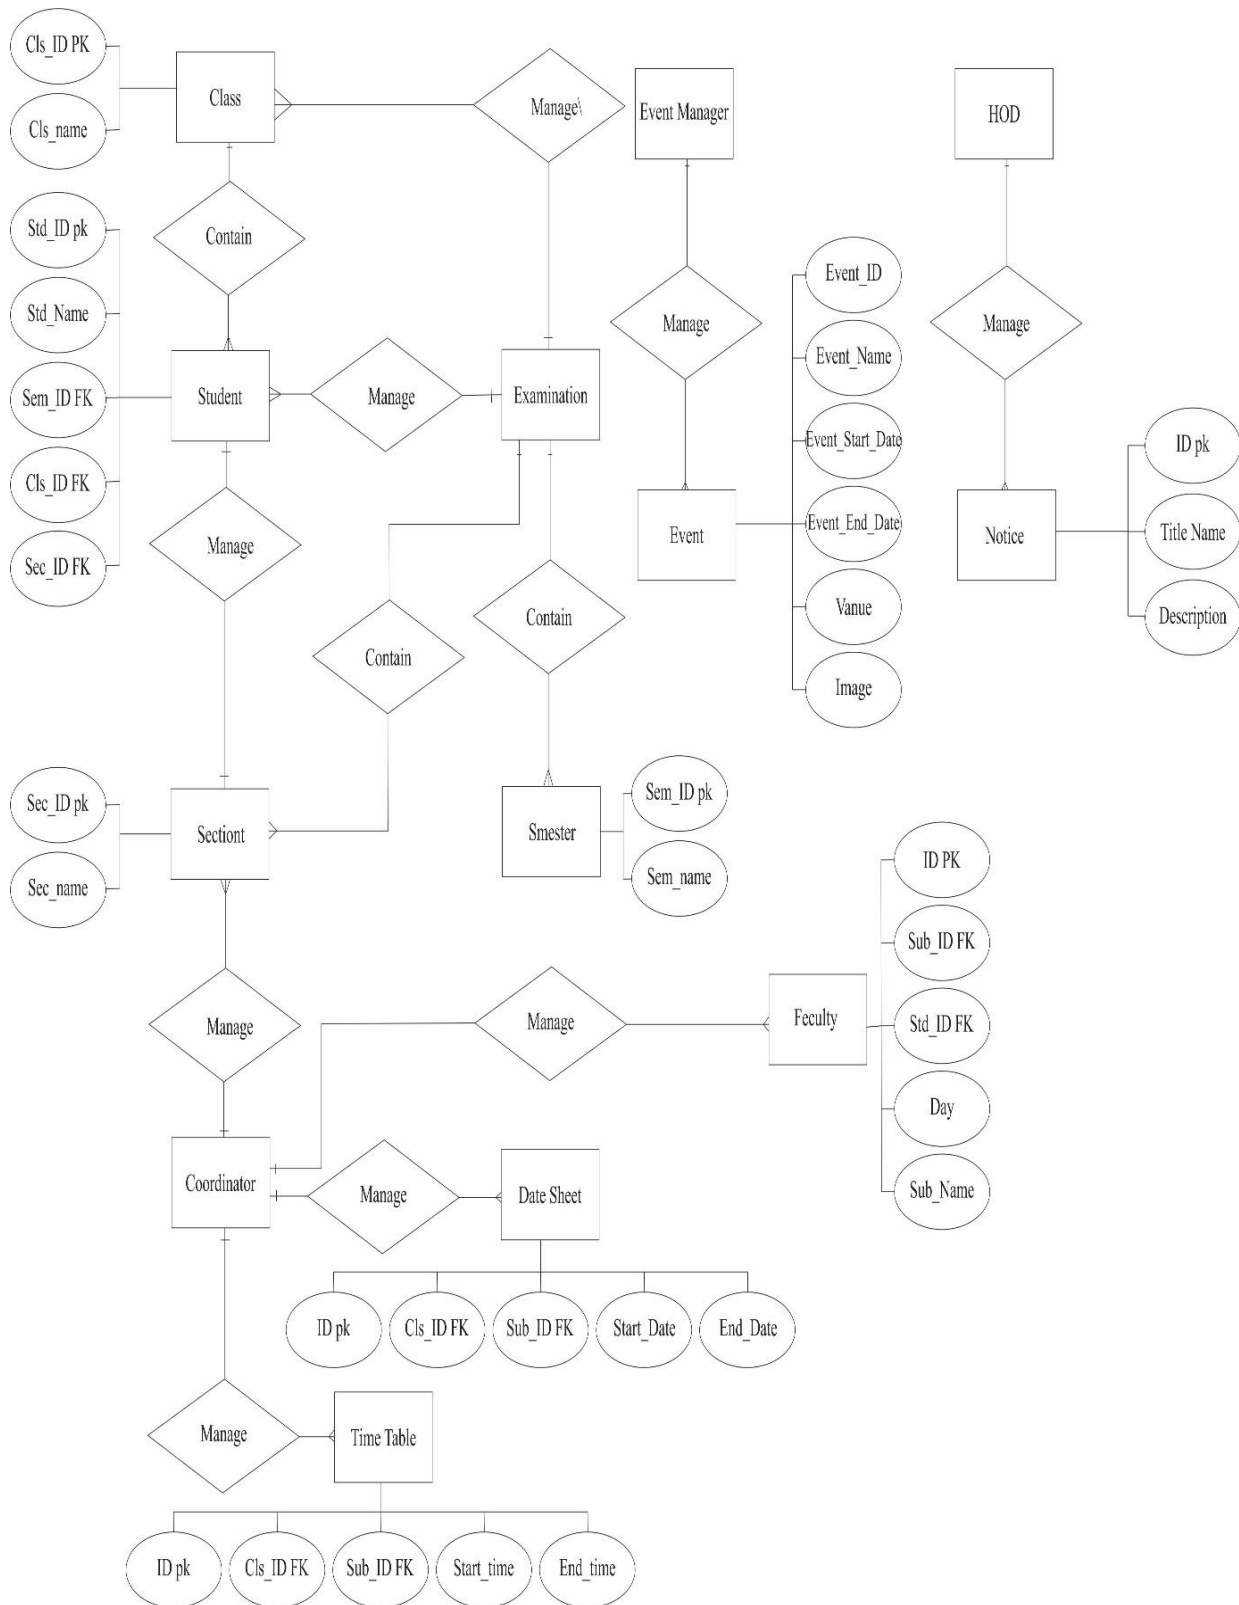 Cls_ID PK
Class
Manage\
Event Manager
HOD
Cls_name
Std_ID pk
Contain
Event_ID
Std_Name
Manage
Manage
Event_Name
Sem_ID FK
Student
Manage
Examination
Event_Start_Date
ID pk
Cls_ID FK
Event_End_Date
Event
Notice
Title Name
Manage
Sec_ID FK
Vanue
Contain
Description
Contain
Image
Sec_ID pk
Sectiont
Smester
Sem_ID pk
Sec_name
Sem_name
ID PK
Sub_ID FK
Manage
Manage
Feculty
Std_ID FK
Day
Coordinator
Manage
Date Sheet
Sub_Name
ID pk
Cls_ID FK
Sub_ID FK
Start_Date
End_Date
Manage
Time Table
ID pk
Cls_ID FK
Sub_ID FK
Start_time
End_time